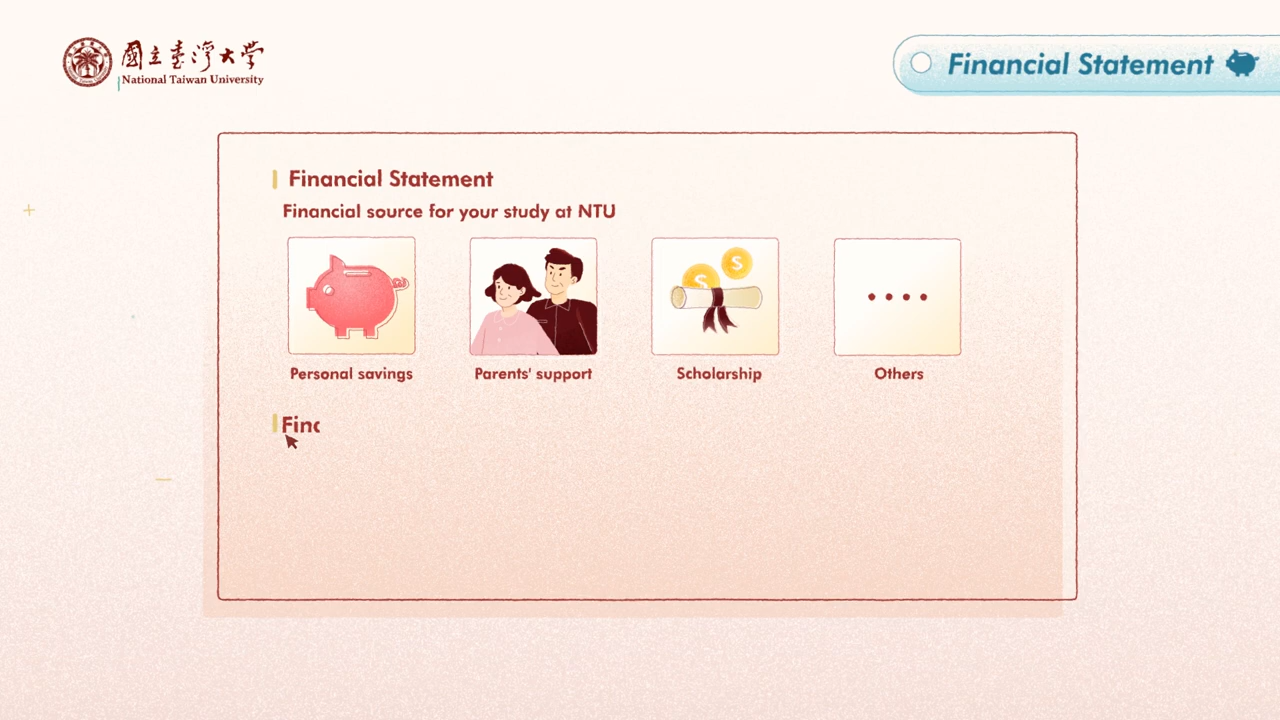 國立臺灣大學
National Taiwan University
Financial Statement
Financial Statement
Financial source for your study at NTU
Personal savings
Parents' support
Scholarship
Others
Finc